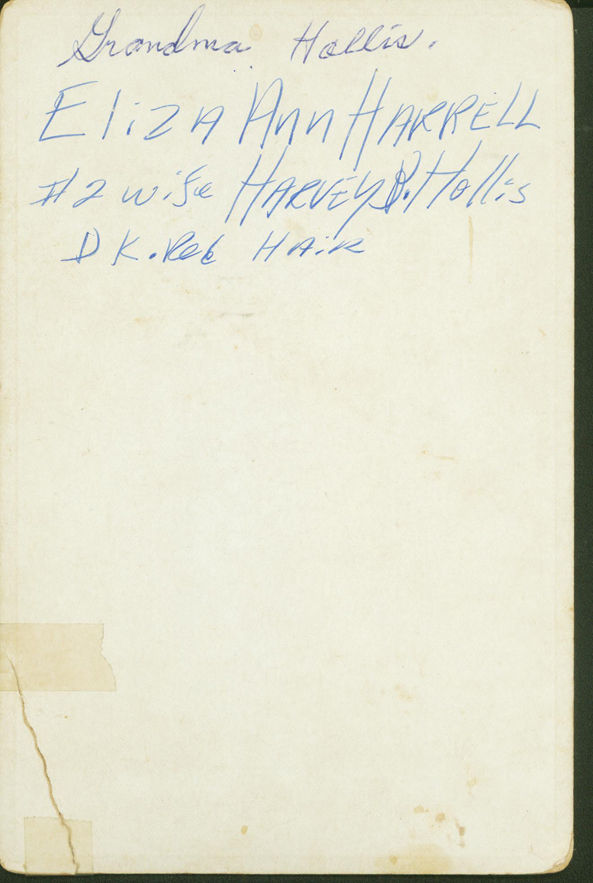 Grandma Hollis.
Eliza Ann HARRELL
#2 wife HARVEY B. Hollis
DK. Red HAiR